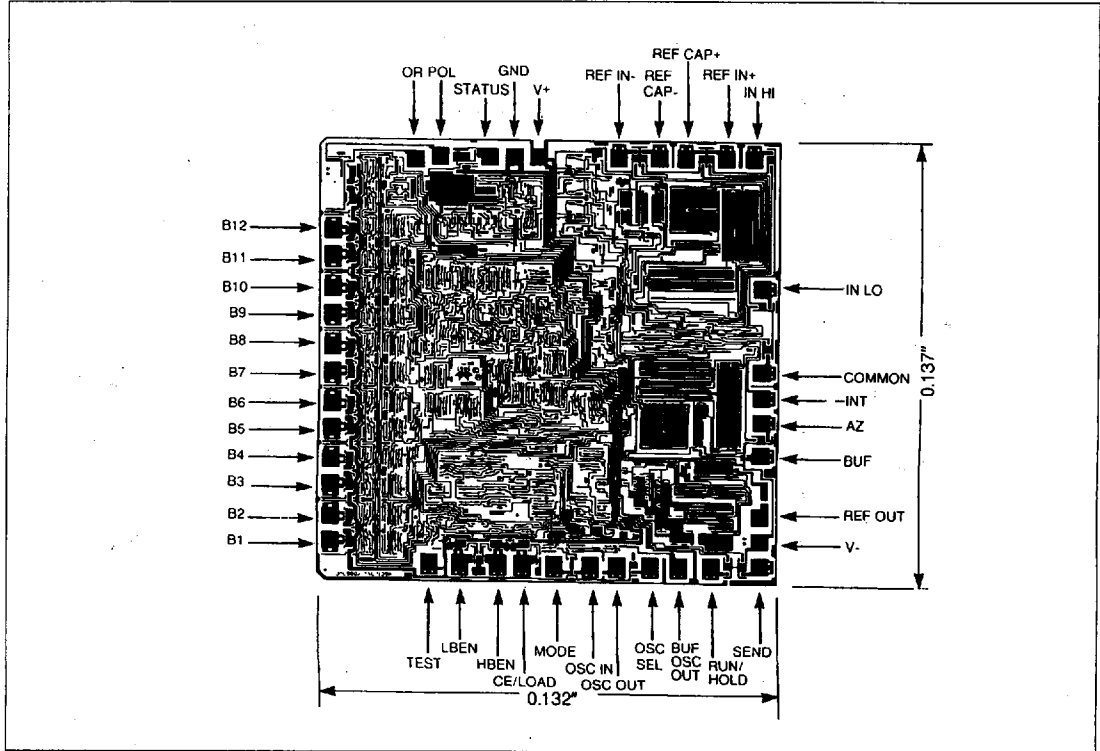 REF CAP+
OR POL
GND
REF IN-
REF
CAP-
REF IN+
STATUS
V+
IN HI
B12
B11
B10
B9
B8
B7
B6
B5
B4
B3
B2
B1
IN LO
COMMON
INT
AZ
BUF
REF OUT
V-
0.137"
TEST
LBEN
HBEN
CE/LOAD
MODE
OSC IN
OSC OUT
OSC
SEL
BUF
OSC
OUT
RUN/
HOLD
SEND
0.132"